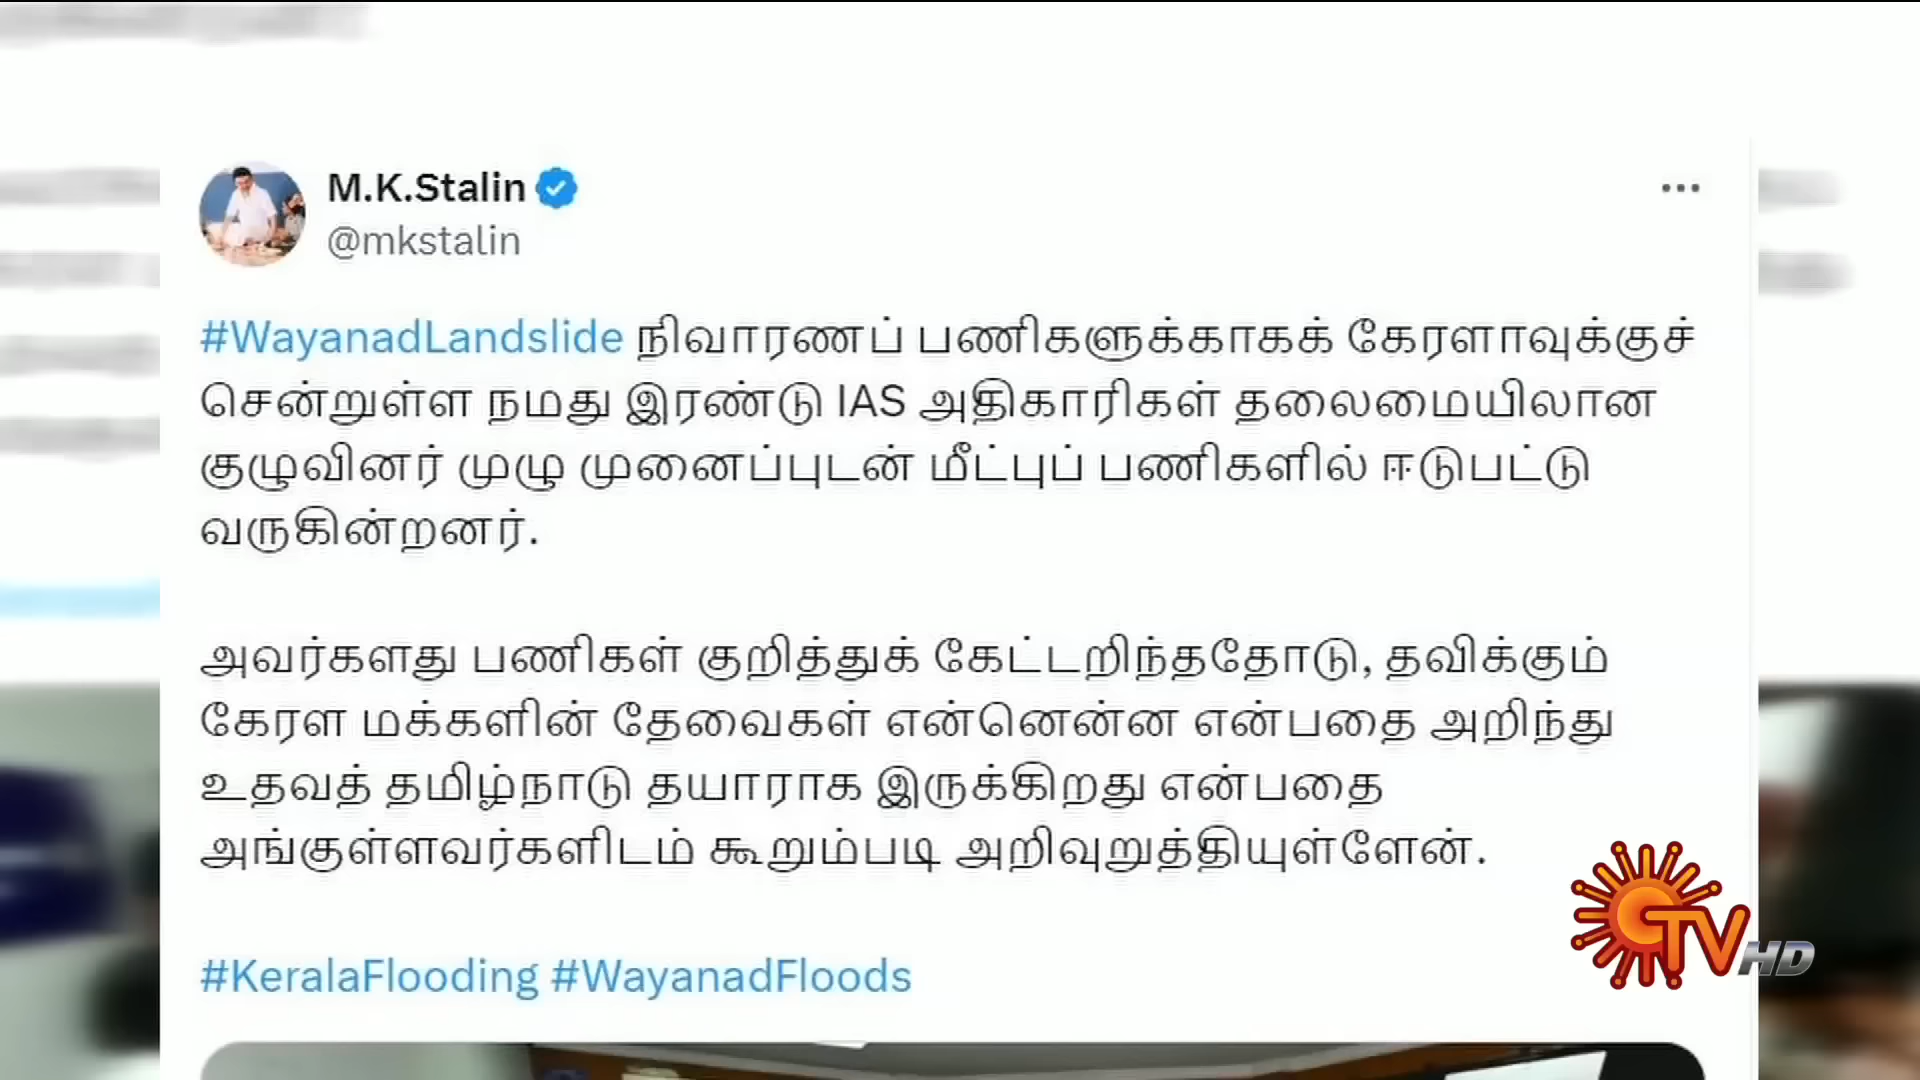 M.K.Stalin
@mkstalin
#WayanadLandslide நிவாரணப் பணிகளுக்காகக் கேரளாவுக்குச்
சென்றுள்ள நமது இரண்டு IAS அதிகாரிகள் தலைமையிலான
குழுவினர் முழு முனைப்புடன் மீட்புப் பணிகளில் ஈடுபட்டு
வருகின்றனர்.
அவர்களது பணிகள் குறித்துக் கேட்டறிந்ததோடு, தவிக்கும்
கேரள மக்களின் தேவைகள் என்னென்ன என்பதை அறிந்து
உதவத் தமிழ்நாடு தயாராக இருக்கிறது என்பதை
அங்குள்ளவர்களிடம் கூறும்படி அறிவுறுத்தியுள்ளேன்.
#KeralaFlooding #WayanadFloods
TV HD